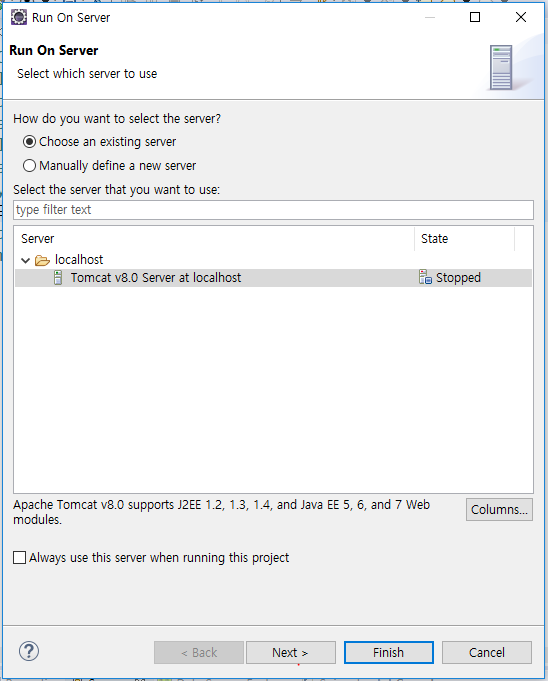 Run On Server
Run On Server
Select which server to use
How do you want to select the server?
Choose an existing server
Manually define a new server
Select the server that you want to use:
type filter text
Server State
localhost
Tomcat v8.0 Server at localhost Stopped
Apache Tomcat v8.0 supports J2EE 1.2, 1.3, 1.4, and Java EE 5, 6, and 7 Web
modules.
Columns...
Always use this server when running this project
? < Back Next > Finish Cancel